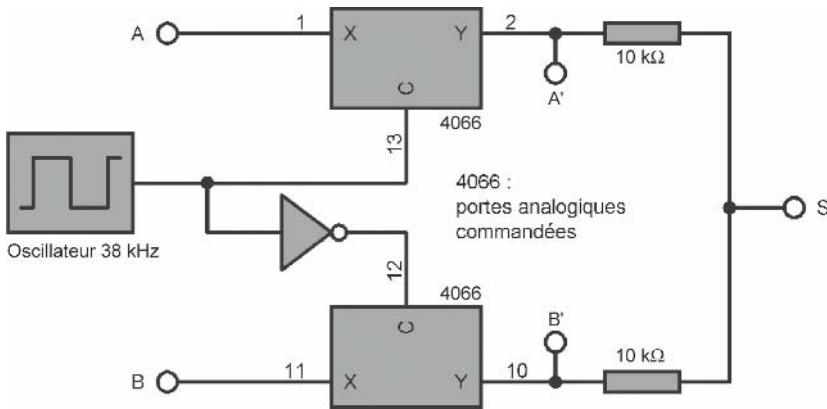 A
1
X
Y
2
10 kΩ
A'
C
4066
13
4066 :
portes analogiques
commandées
S
Oscillateur 38 kHz
12
4066
C
B'
10 kΩ
B
11
X
Y
10